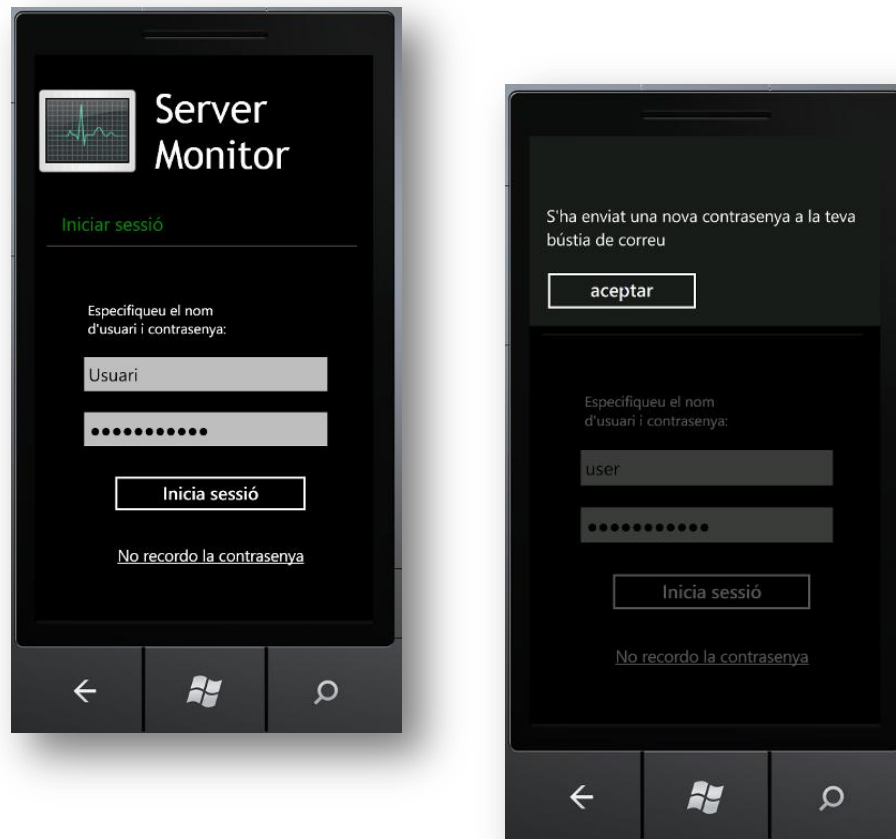 Server
Monitor
Iniciar sessió
Especifiqueu el nom
d'usuari i contrasenya:
Usuari
●●●●●●●●●●●
Inicia sessió
No recordo la contrasenya
S'ha enviat una nova contrasenya a la teva
bústia de correu
aceptar
Especifiqueu el nom
d'usuari i contrasenya:
user
●●●●●●●●●●●
Inicia sessió
No recordo la contrasenya